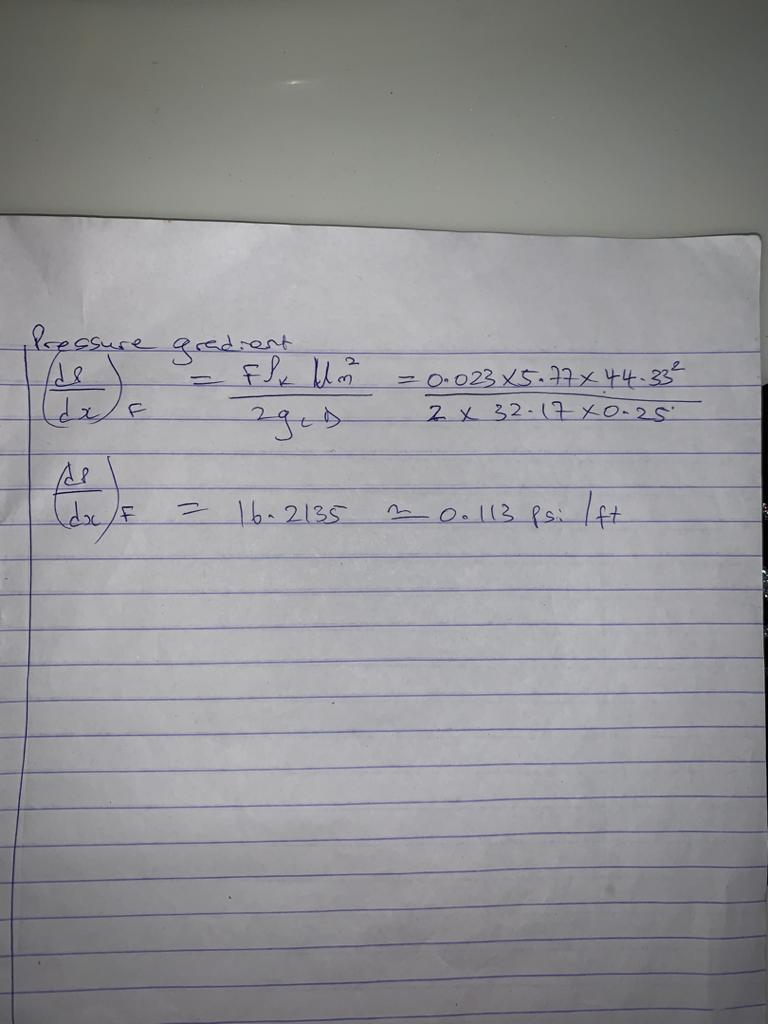 Pressure gradient
(dp/dx)F = Fρk Um² / 2gcD = 0.023×5.77×44.33² / 2 × 32.17 ×0.25
(dp/dx)F = 16.2135 ≃ 0.113 psi /ft